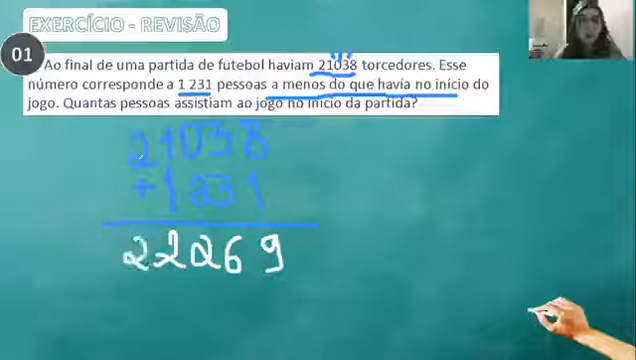 EXERCÍCIO - REVISÃO
01
Ao final de uma partida de futebol haviam 21038 torcedores. Esse
número corresponde a 1 231 pessoas a menos do que havía no início do
jogo. Quantas pessoas assistiam ao jogo no início da partida?
21038
+1231
22269